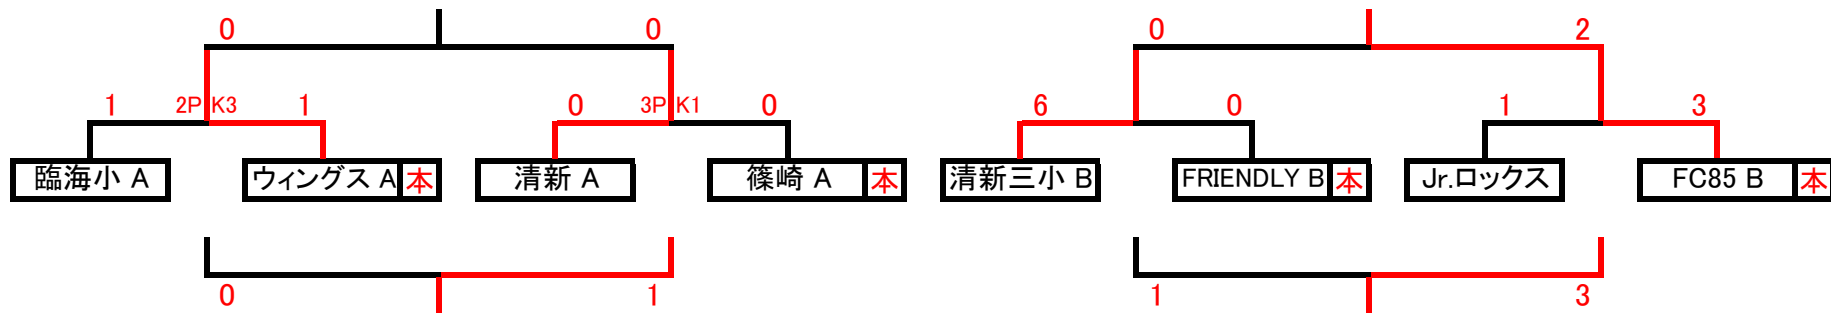 0 0 0 2
1 2P K3 1 0 3P K1 0 6 0 1 3
臨海小 A ウィングス A 本 清新 A 篠崎 A 本 清新三小 B FRIENDLY B 本 Jr.ロックス FC85 B 本
0 1 1 3